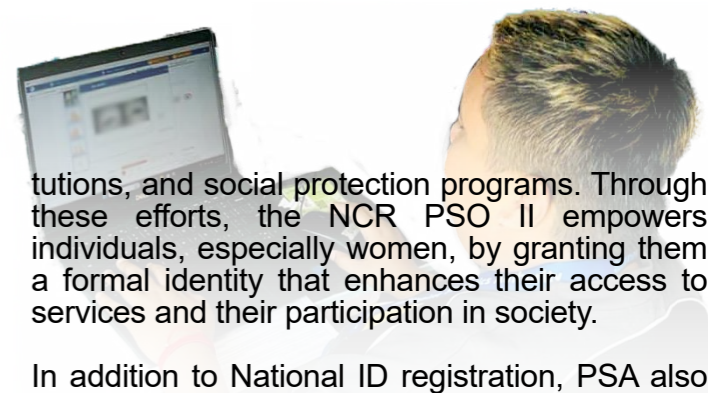 tutions, and social protection programs. Through
these efforts, the NCR PSO II empowers
individuals, especially women, by granting them
a formal identity that enhances their access to
services and their participation in society.
In addition to National ID registration, PSA also